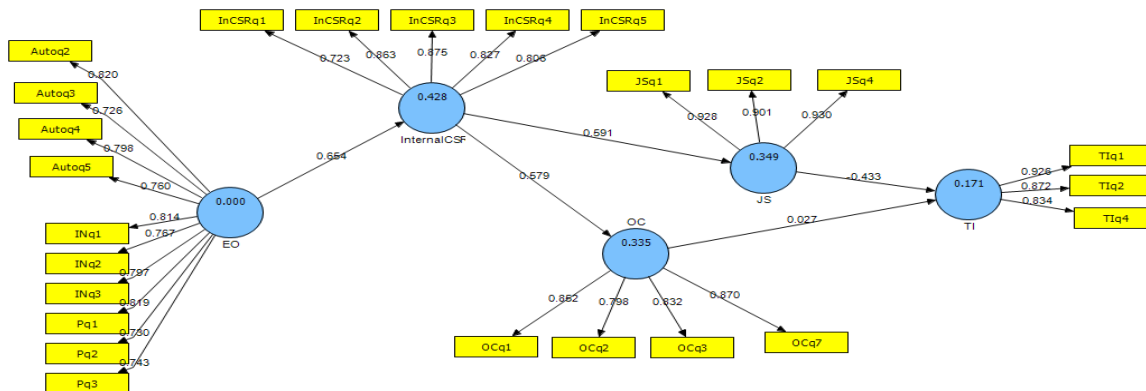 InCSRq1
InCSRq2
InCSRq3
InCSRq4
InCSRq5
0.723
0.863
0.875
0.827
0.806
Autoq2
Autoq3
Autoq4
Autoq5
0.820
0.726
0.798
0.760
0.428
InternalCSF
JSq1
JSq2
JSq4
0.928
0.901
0.930
0.591
0.654
0.579
0.349
JS
-0.433
0.171
TI
TIq1
TIq2
TIq4
0.926
0.872
0.834
0.000
EO
0.814
0.767
0.797
0.819
0.730
0.743
INq1
INq2
INq3
Pq1
Pq2
Pq3
OC
0.335
0.027
0.852
0.798
0.832
0.870
OCq1
OCq2
OCq3
OCq7